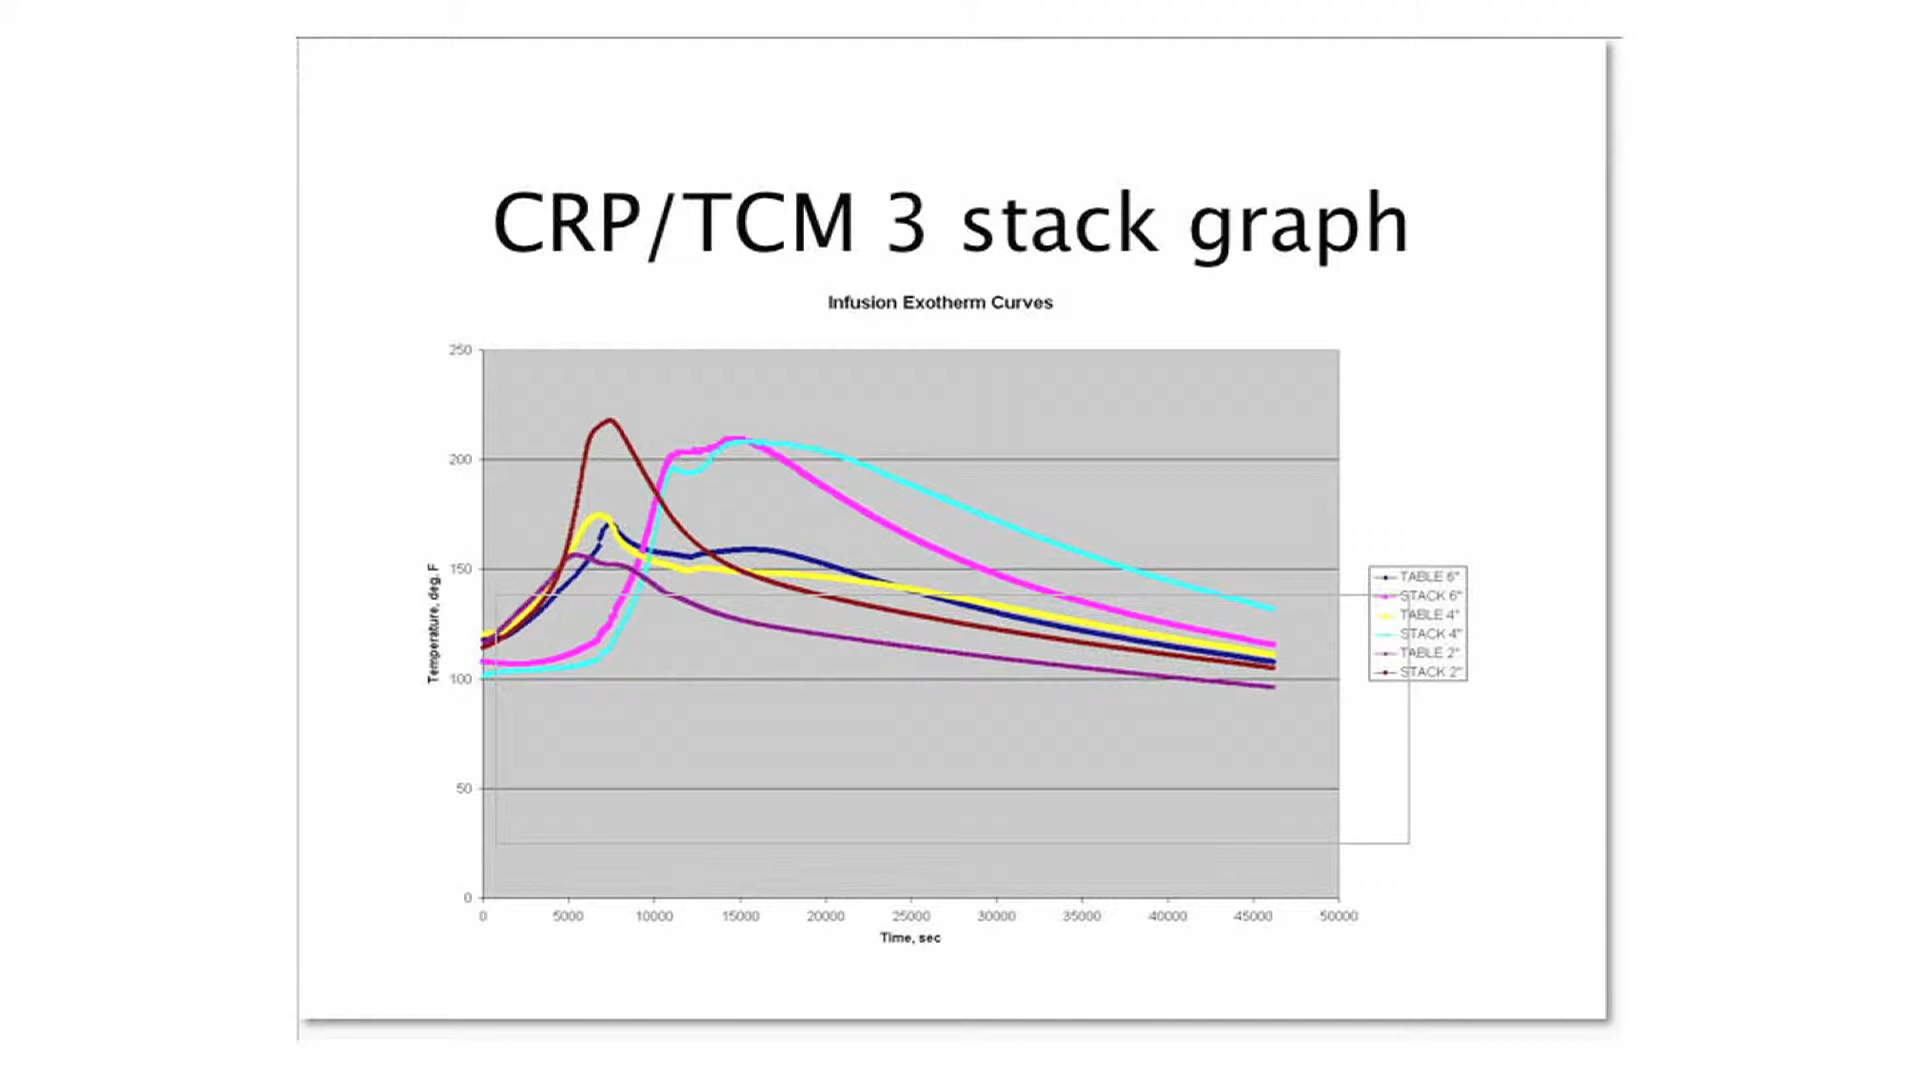 CRP/TCM 3 stack graph
Infusion Exotherm Curves
250
200
150
100
50
0
Temperature, deg. F
0 5000 10000 15000 20000 25000 30000 35000 40000 45000 50000
Time, sec
TABLE 6"
STACK 6"
TABLE 4"
STACK 4"
TABLE 2"
STACK 2"